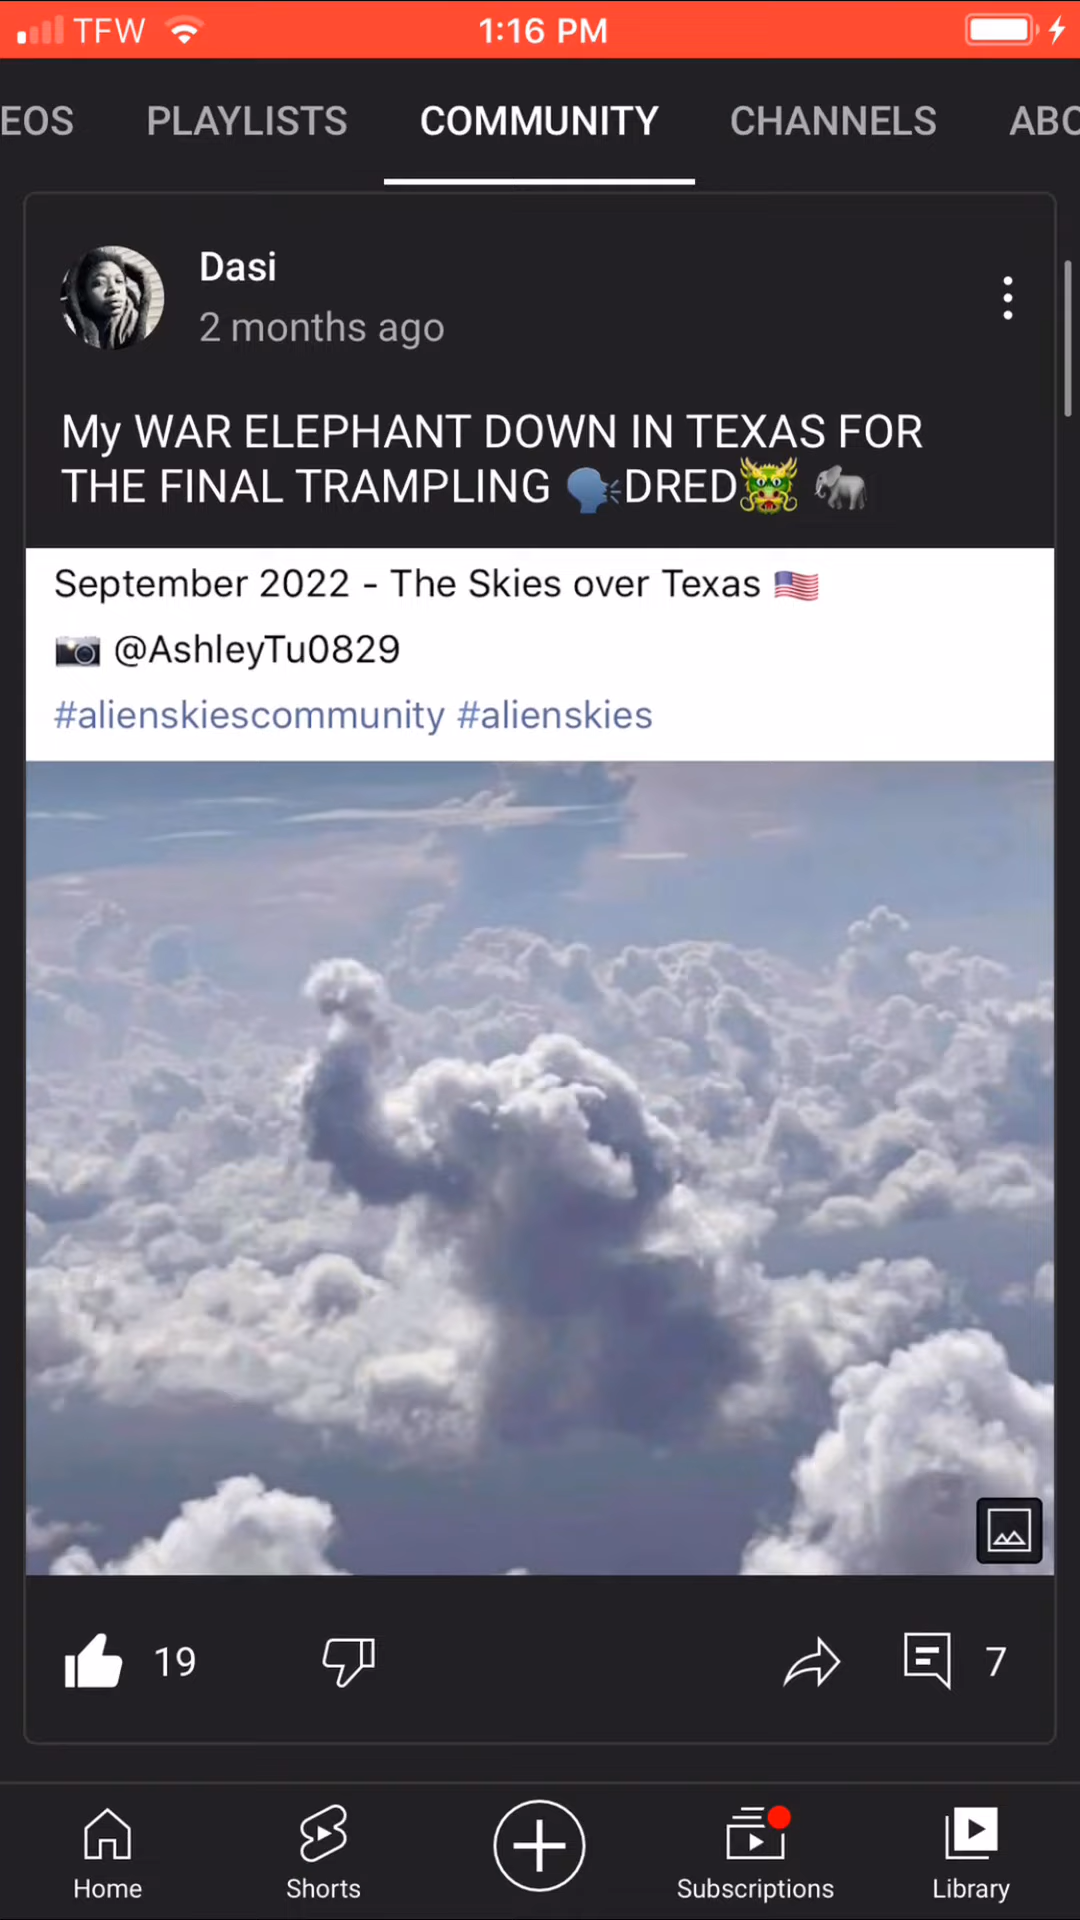 TFW 1:16 PM
EOS PLAYLISTS COMMUNITY CHANNELS ABO
Dasi
2 months ago
My WAR ELEPHANT DOWN IN TEXAS FOR
THE FINAL TRAMPLING 🗣️DRED🐲 🐘
September 2022 - The Skies over Texas 🇺🇸
📷 @AshleyTu0829
#alienskiescommunity #alienskies
19 7
Home Shorts Subscriptions Library